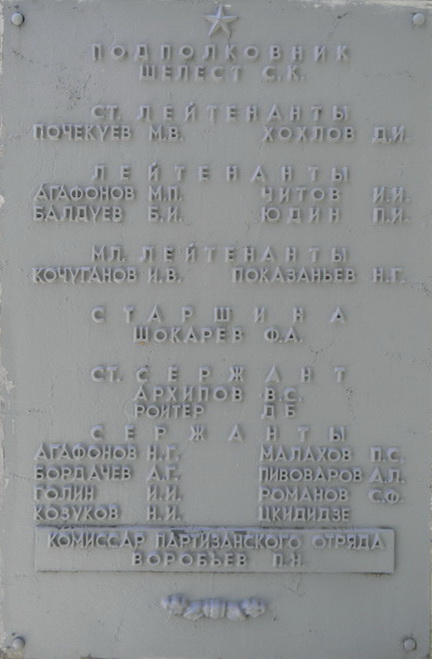 ПОДПОЛКОВНИК
ШЕЛЕСТ С.К.
СТ. ЛЕЙТЕНАНТЫ
ПОЧЕКУЕВ М.В. ХОХЛОВ Д.И.
ЛЕЙТЕНАНТЫ
АГАФОНОВ М.П. ЧИТОВ И.И.
БАЛДУЕВ Б.И. ЮДИН П.И.
МЛ. ЛЕЙТЕНАНТЫ
КОЧУГАНОВ И.В. ПОКАЗАНЬЕВ Н.Г.
СТАРШИНА
ШОКАРЕВ Ф.А.
СТ. СЕРЖАНТ
АРХИПОВ В.С.
РОЙТЕР Д Б
СЕРЖАНТЫ
АГАФОНОВ Н.Г. МАЛАХОВ П.С.
БОРДАЧЕВ А.Г. ПИВОВАРОВ А.Л.
ГОЛИН И.И. РОМАНОВ С.Ф.
КОЗУКОВ Н.И. ЦКИДИДЗЕ
КОМИССАР ПАРТИЗАНСКОГО ОТРЯДА
ВОРОБЬЕВ П.Н.